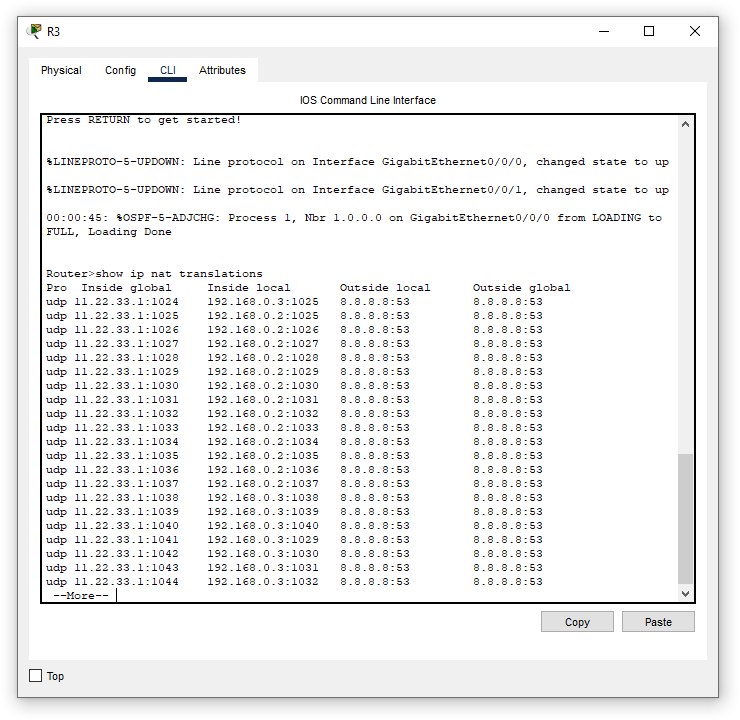 R3
Physical Config CLI Attributes
IOS Command Line Interface
Press RETURN to get started!
%LINEPROTO-5-UPDOWN: Line protocol on Interface GigabitEthernet0/0/0, changed state to up
%LINEPROTO-5-UPDOWN: Line protocol on Interface GigabitEthernet0/0/1, changed state to up
00:00:45: %OSPF-5-ADJCHG: Process 1, Nbr 1.0.0.0 on GigabitEthernet0/0/0 from LOADING to
FULL, Loading Done
Router>show ip nat translations
Pro  Inside global     Inside local       Outside local      Outside global
udp 11.22.33.1:1024    192.168.0.3:1025   8.8.8.8:53         8.8.8.8:53
udp 11.22.33.1:1025    192.168.0.2:1025   8.8.8.8:53         8.8.8.8:53
udp 11.22.33.1:1026    192.168.0.2:1026   8.8.8.8:53         8.8.8.8:53
udp 11.22.33.1:1027    192.168.0.2:1027   8.8.8.8:53         8.8.8.8:53
udp 11.22.33.1:1028    192.168.0.2:1028   8.8.8.8:53         8.8.8.8:53
udp 11.22.33.1:1029    192.168.0.2:1029   8.8.8.8:53         8.8.8.8:53
udp 11.22.33.1:1030    192.168.0.2:1030   8.8.8.8:53         8.8.8.8:53
udp 11.22.33.1:1031    192.168.0.2:1031   8.8.8.8:53         8.8.8.8:53
udp 11.22.33.1:1032    192.168.0.2:1032   8.8.8.8:53         8.8.8.8:53
udp 11.22.33.1:1033    192.168.0.2:1033   8.8.8.8:53         8.8.8.8:53
udp 11.22.33.1:1034    192.168.0.2:1034   8.8.8.8:53         8.8.8.8:53
udp 11.22.33.1:1035    192.168.0.2:1035   8.8.8.8:53         8.8.8.8:53
udp 11.22.33.1:1036    192.168.0.2:1036   8.8.8.8:53         8.8.8.8:53
udp 11.22.33.1:1037    192.168.0.2:1037   8.8.8.8:53         8.8.8.8:53
udp 11.22.33.1:1038    192.168.0.3:1038   8.8.8.8:53         8.8.8.8:53
udp 11.22.33.1:1039    192.168.0.3:1039   8.8.8.8:53         8.8.8.8:53
udp 11.22.33.1:1040    192.168.0.3:1040   8.8.8.8:53         8.8.8.8:53
udp 11.22.33.1:1041    192.168.0.3:1029   8.8.8.8:53         8.8.8.8:53
udp 11.22.33.1:1042    192.168.0.3:1030   8.8.8.8:53         8.8.8.8:53
udp 11.22.33.1:1043    192.168.0.3:1031   8.8.8.8:53         8.8.8.8:53
udp 11.22.33.1:1044    192.168.0.3:1032   8.8.8.8:53         8.8.8.8:53
--More--
Copy Paste
Top